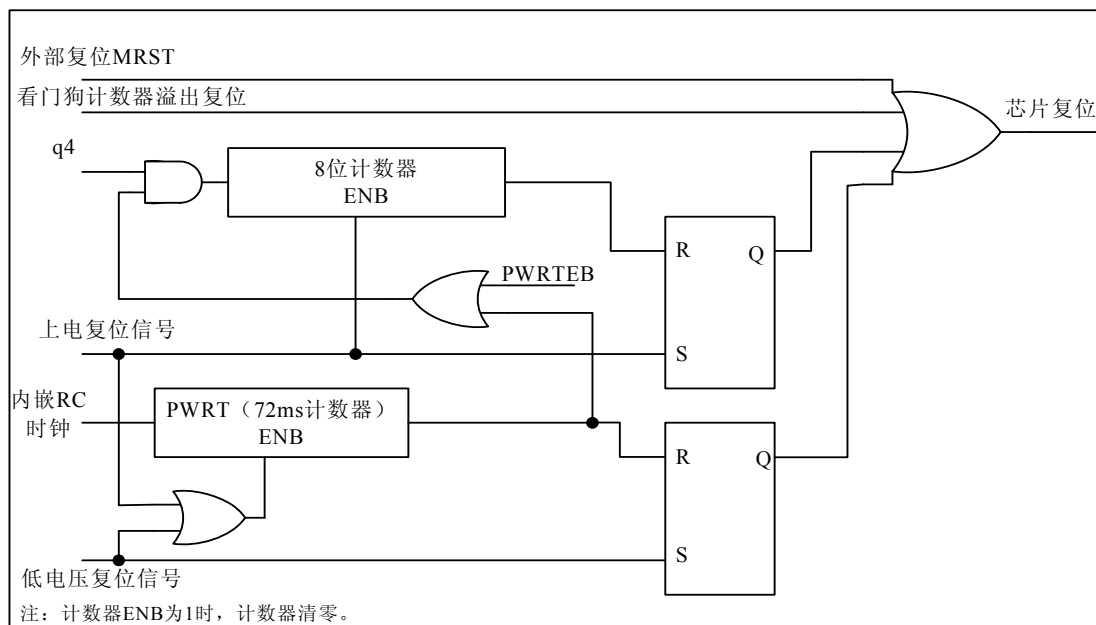 外部复位MRST
看门狗计数器溢出复位
芯片复位
q4
8位计数器
ENB
R
Q
PWRTEB
上电复位信号
S
内嵌RC
时钟
PWRT（72ms计数器）
ENB
R
Q
S
低电压复位信号
注：计数器ENB为1时，计数器清零。